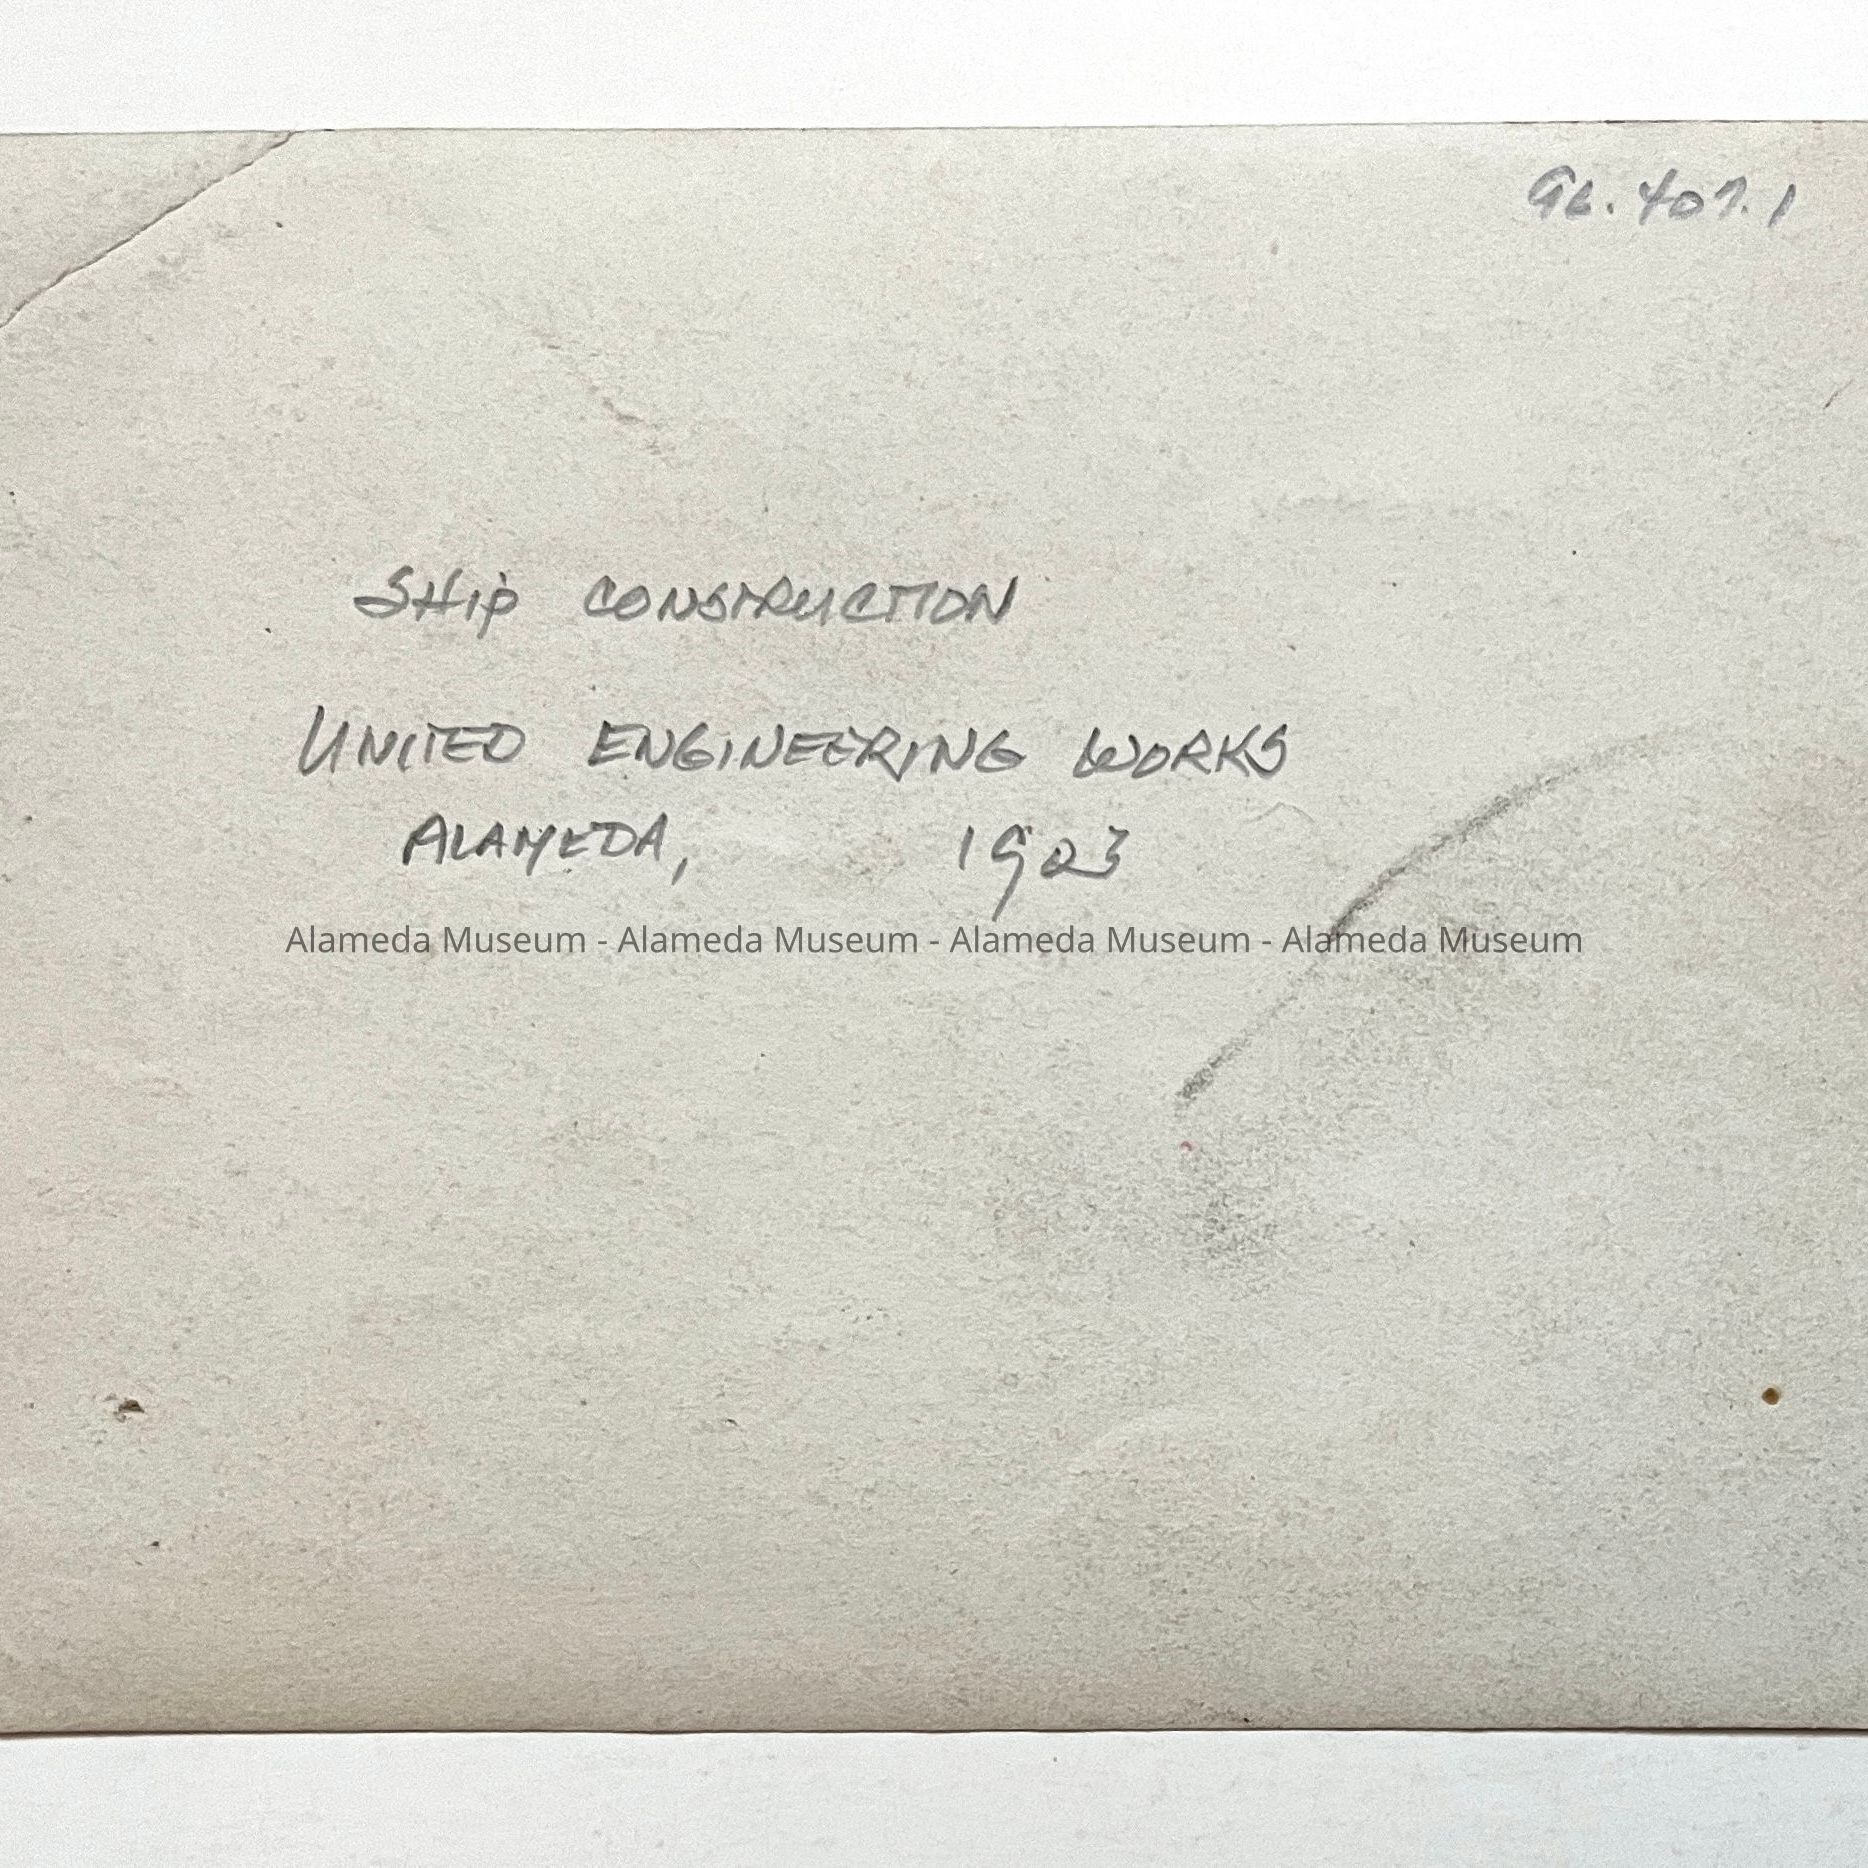 96.407.1
SHIP CONSTRUCTION
UNITED ENGINEERING WORKS
ALAMEDA, 1923
Alameda Museum - Alameda Museum - Alameda Museum - Alameda Museum